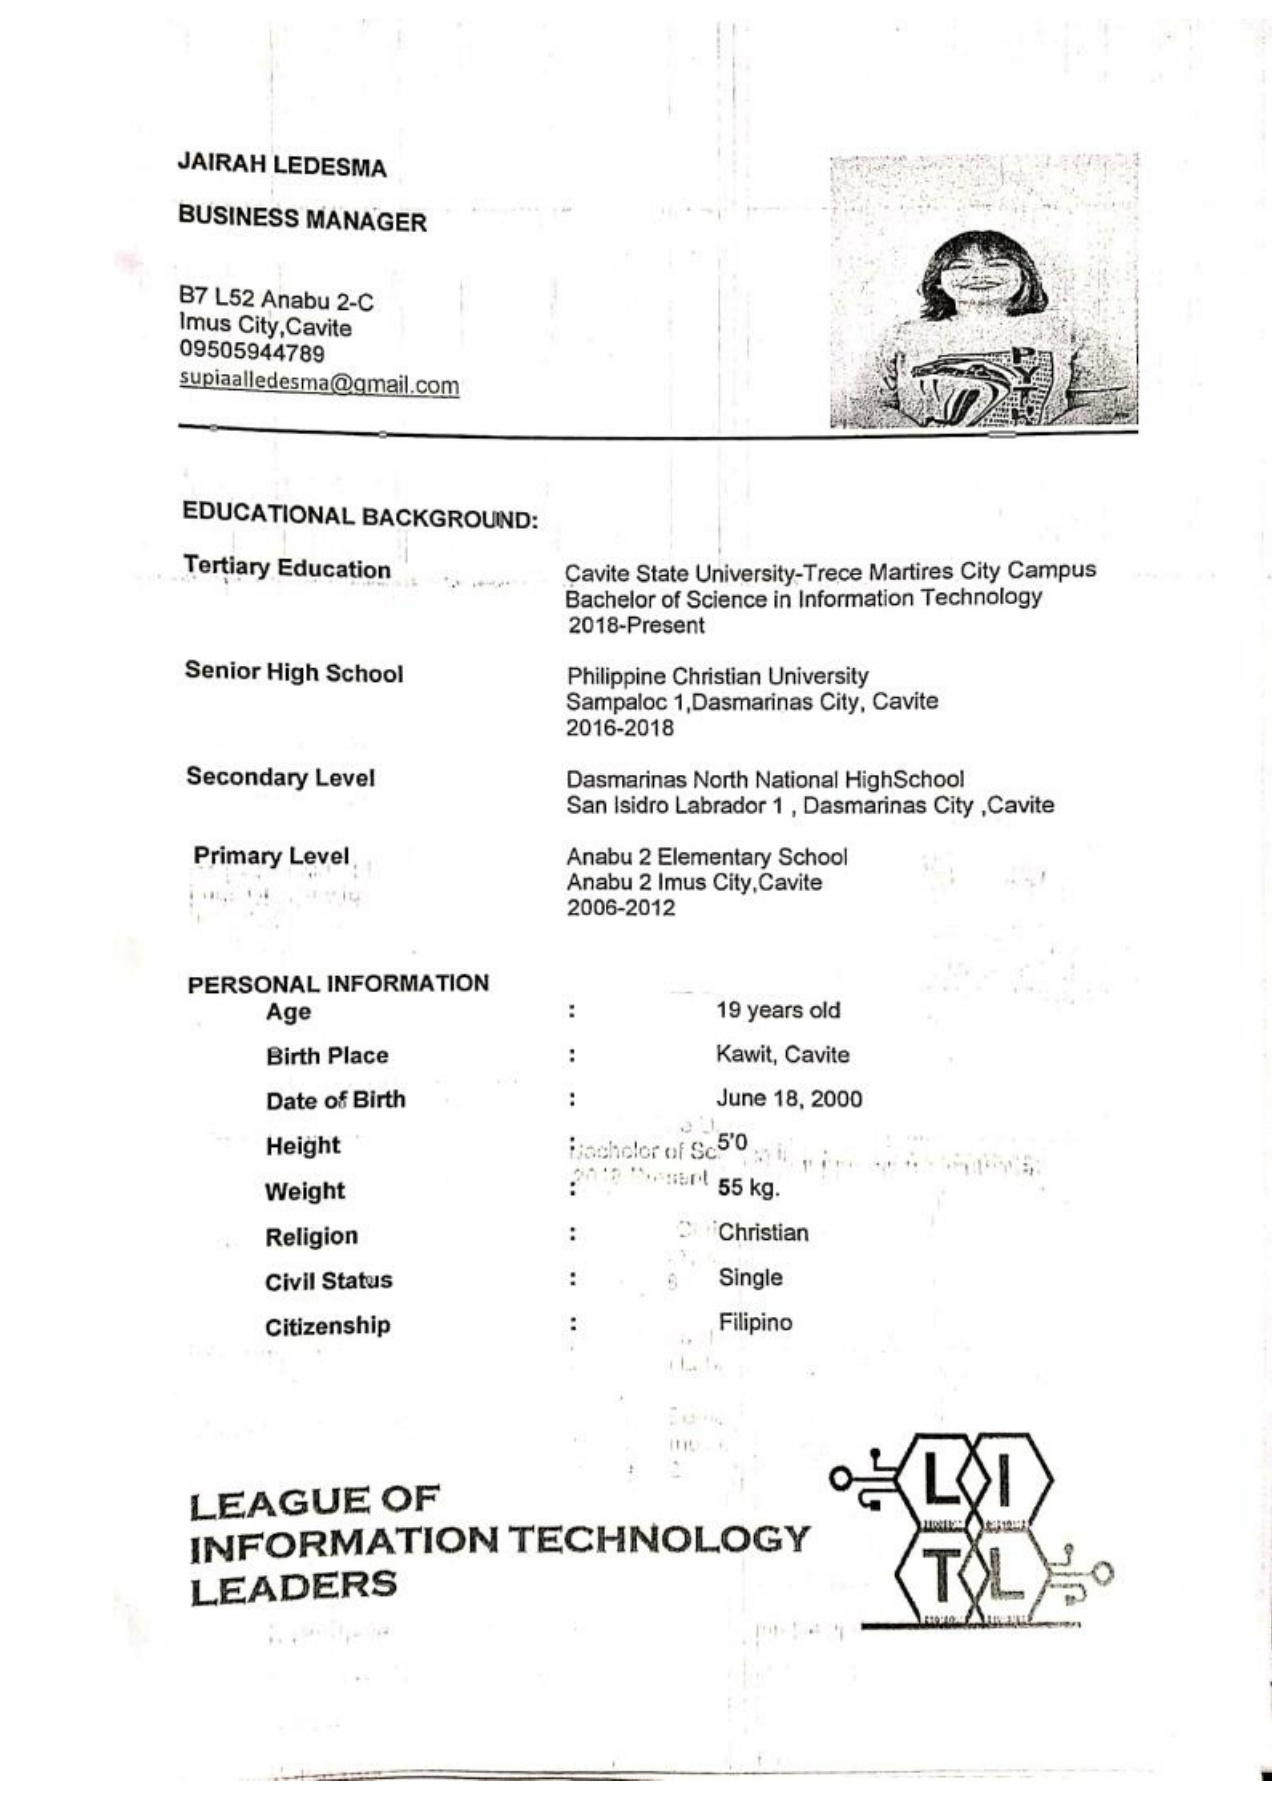 JAIRAH LEDESMA
BUSINESS MANAGER
B7 L52 Anabu 2-C
Imus City,Cavite
09505944789
supiaalledesma@gmail.com
EDUCATIONAL BACKGROUND:
Tertiary Education
Cavite State University-Trece Martires City Campus
Bachelor of Science in Information Technology
2018-Present
Senior High School
Philippine Christian University
Sampaloc 1,Dasmarinas City, Cavite
2016-2018
Secondary Level
Dasmarinas North National HighSchool
San Isidro Labrador 1 , Dasmarinas City ,Cavite
Primary Level
Anabu 2 Elementary School
Anabu 2 Imus City,Cavite
2006-2012
PERSONAL INFORMATION
Age : 19 years old
Birth Place : Kawit, Cavite
Date of Birth : June 18, 2000
Height : 5'0
Weight : 55 kg.
Religion : Christian
Civil Status : Single
Citizenship : Filipino
LEAGUE OF
INFORMATION TECHNOLOGY
LEADERS
L I
T L